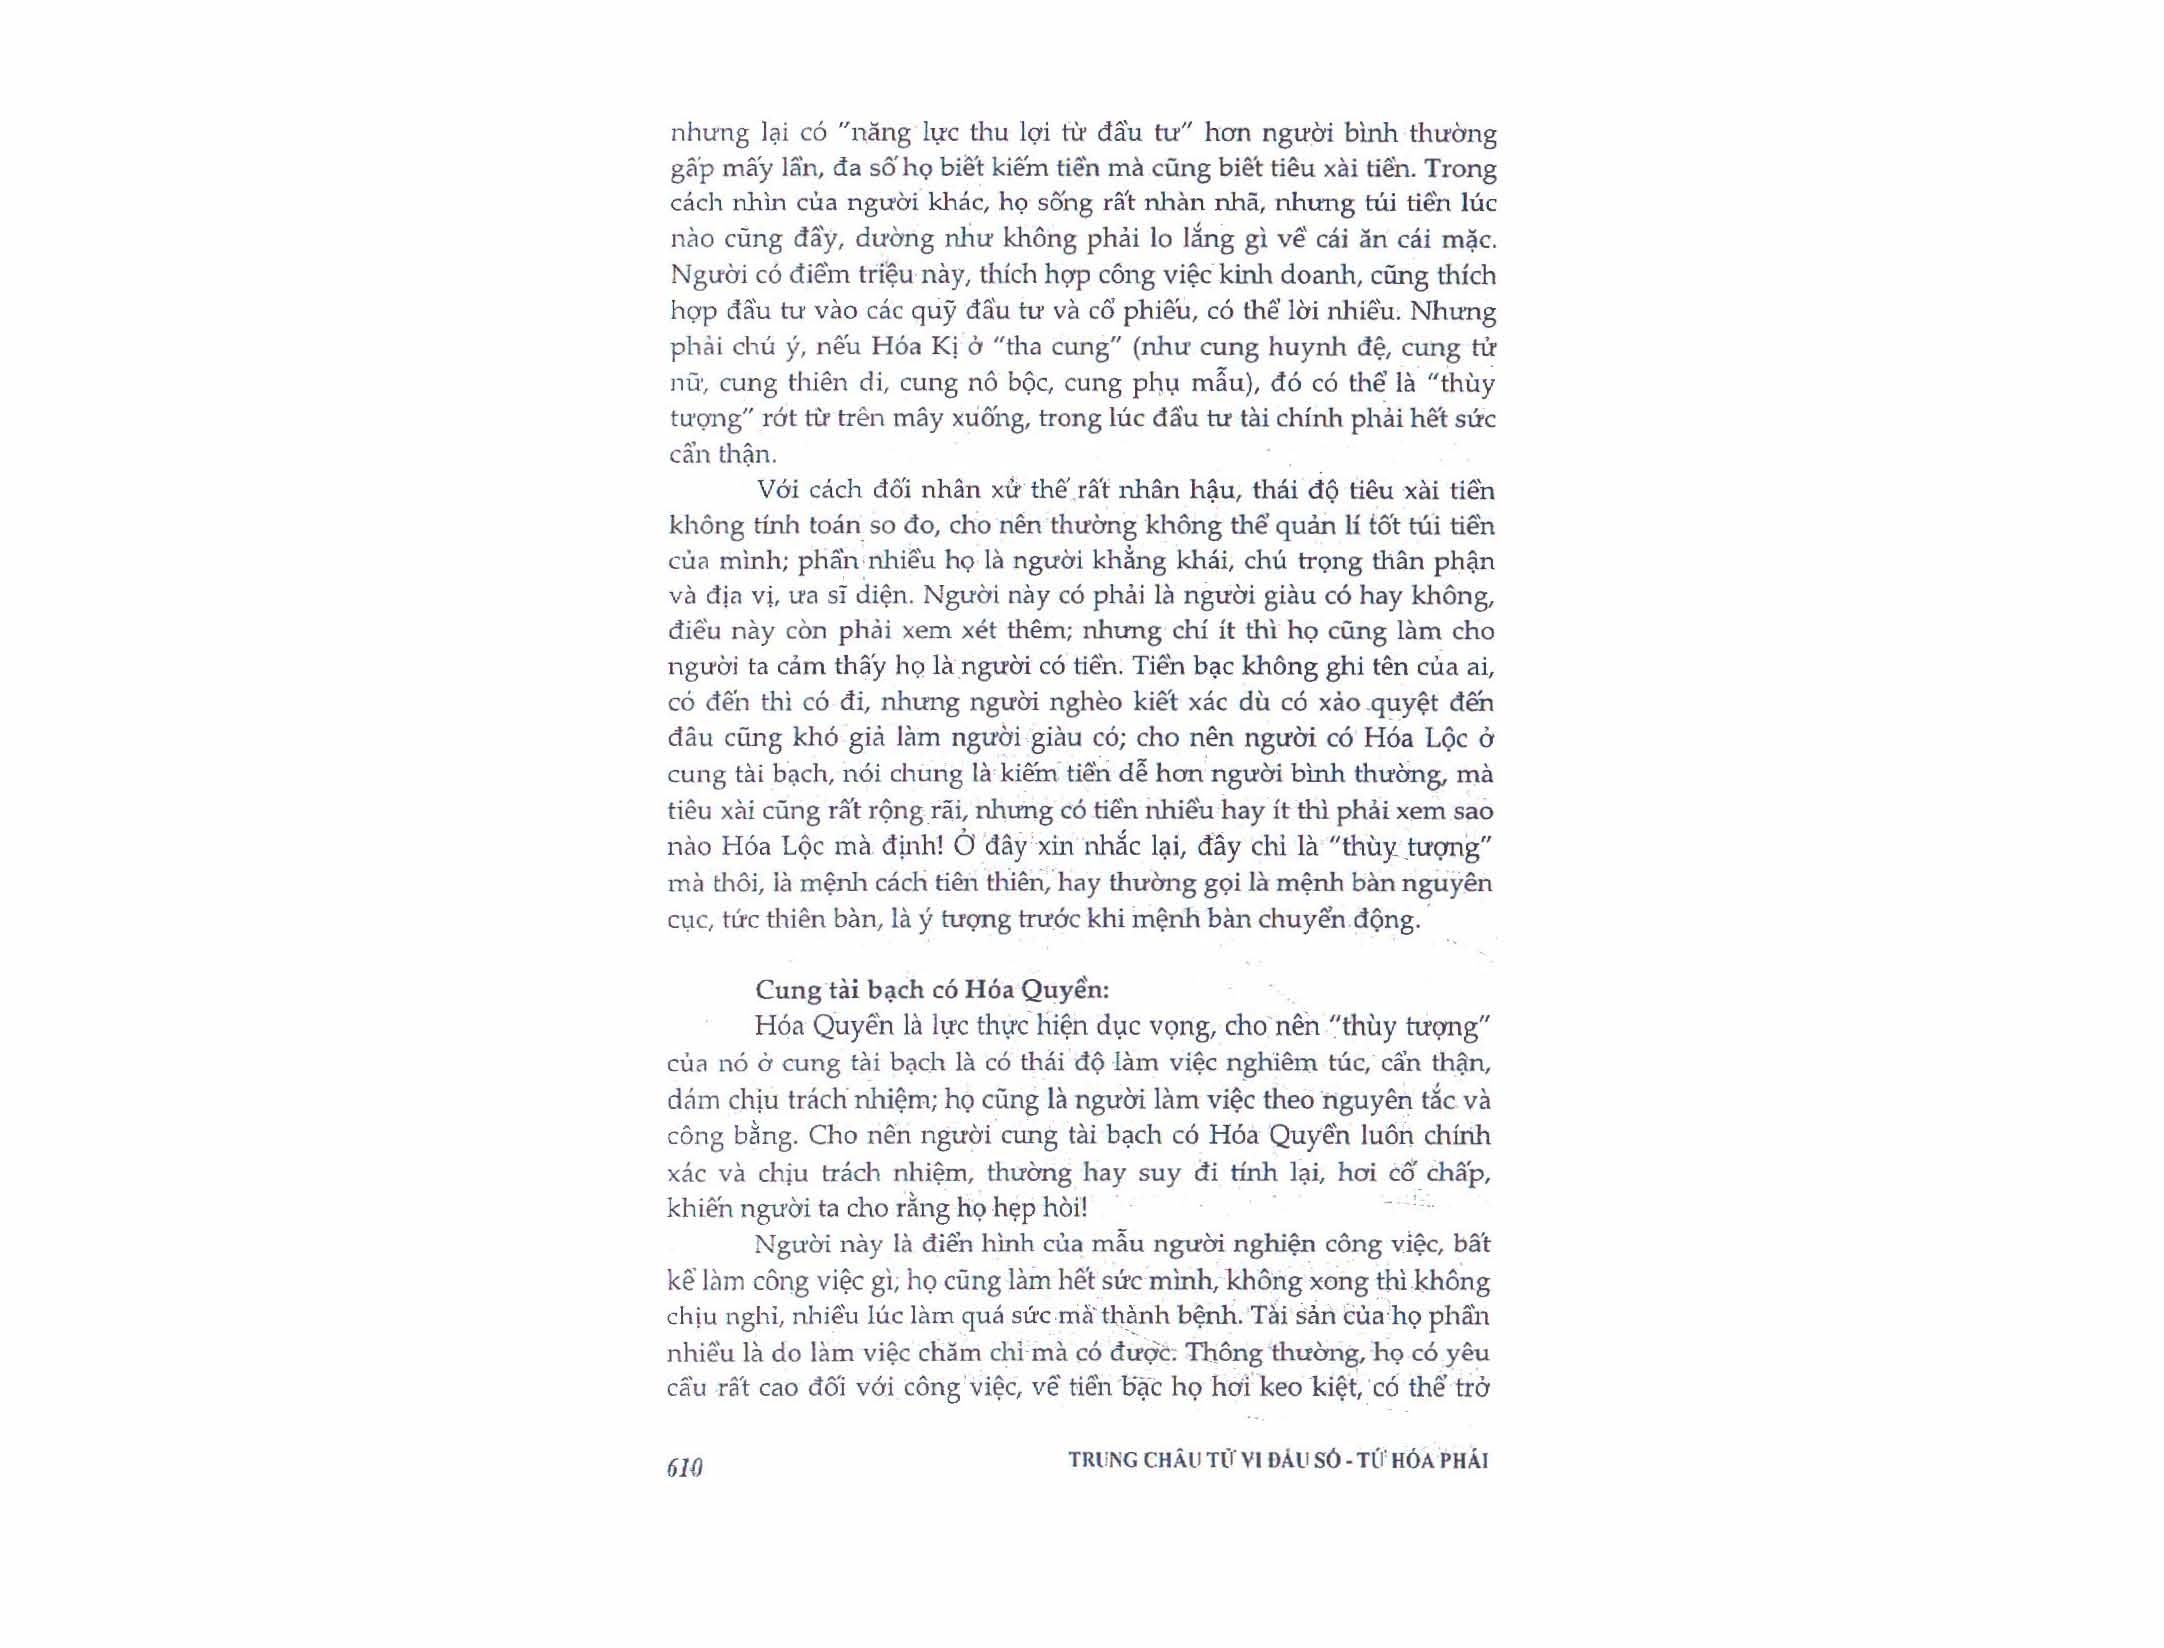 nhưng lại có "năng lực thu lợi từ đầu tư" hơn người bình thường
gấp mấy lần, đa số họ biết kiếm tiền mà cũng biết tiêu xài tiền. Trong
cách nhìn của người khác, họ sống rất nhàn nhã, nhưng túi tiền lúc
nào cũng đầy, dường như không phải lo lắng gì về cái ăn cái mặc.
Người có điềm triệu này, thích hợp công việc kinh doanh, cũng thích
hợp đầu tư vào các quỹ đầu tư và cổ phiếu, có thể lời nhiều. Nhưng
phải chú ý, nếu Hóa Kị ở "tha cung" (như cung huynh đệ, cung tử
nữ, cung thiên di, cung nô bộc, cung phụ mẫu), đó có thể là "thùy
tượng" rớt từ trên mây xuống, trong lúc đầu tư tài chính phải hết sức
cẩn thận.
Với cách đối nhân xử thế rất nhân hậu, thái độ tiêu xài tiền
không tính toán so đo, cho nên thường không thể quản lí tốt túi tiền
của mình; phần nhiều họ là người khẳng khái, chú trọng thân phận
và địa vị, ưa sĩ diện. Người này có phải là người giàu có hay không,
điều này còn phải xem xét thêm; nhưng chí ít thì họ cũng làm cho
người ta cảm thấy họ là người có tiền. Tiền bạc không ghi tên của ai,
có đến thì có đi, nhưng người nghèo kiết xác dù có xảo quyệt đến
đâu cũng khó giả làm người giàu có; cho nên người có Hóa Lộc ở
cung tài bạch, nói chung là kiếm tiền dễ hơn người bình thường, mà
tiêu xài cũng rất rộng rãi, nhưng có tiền nhiều hay ít thì phải xem sao
nào Hóa Lộc mà định! Ở đây xin nhắc lại, đây chỉ là "thùy tượng"
mà thôi, là mệnh cách tiên thiên, hay thường gọi là mệnh bàn nguyên
cục, tức thiên bàn, là ý tượng trước khi mệnh bàn chuyển động.
Cung tài bạch có Hóa Quyền:
Hóa Quyền là lực thực hiện dục vọng, cho nên "thùy tượng"
của nó ở cung tài bạch là có thái độ làm việc nghiêm túc, cẩn thận,
dám chịu trách nhiệm; họ cũng là người làm việc theo nguyên tắc và
công bằng. Cho nên người cung tài bạch có Hóa Quyền luôn chính
xác và chịu trách nhiệm, thường hay suy đi tính lại, hơi cố chấp,
khiến người ta cho rằng họ hẹp hòi!
Người này là điển hình của mẫu người nghiện công việc, bất
kể làm công việc gì, họ cũng làm hết sức mình, không xong thì không
chịu nghỉ, nhiều lúc làm quá sức mà thành bệnh. Tài sản của họ phần
nhiều là do làm việc chăm chỉ mà có được. Thông thường, họ có yêu
cầu rất cao đối với công việc, về tiền bạc họ hơi keo kiệt, có thể trở
610
TRUNG CHÂU TỬ VI ĐẨU SỐ - TỨ HÓA PHÁI